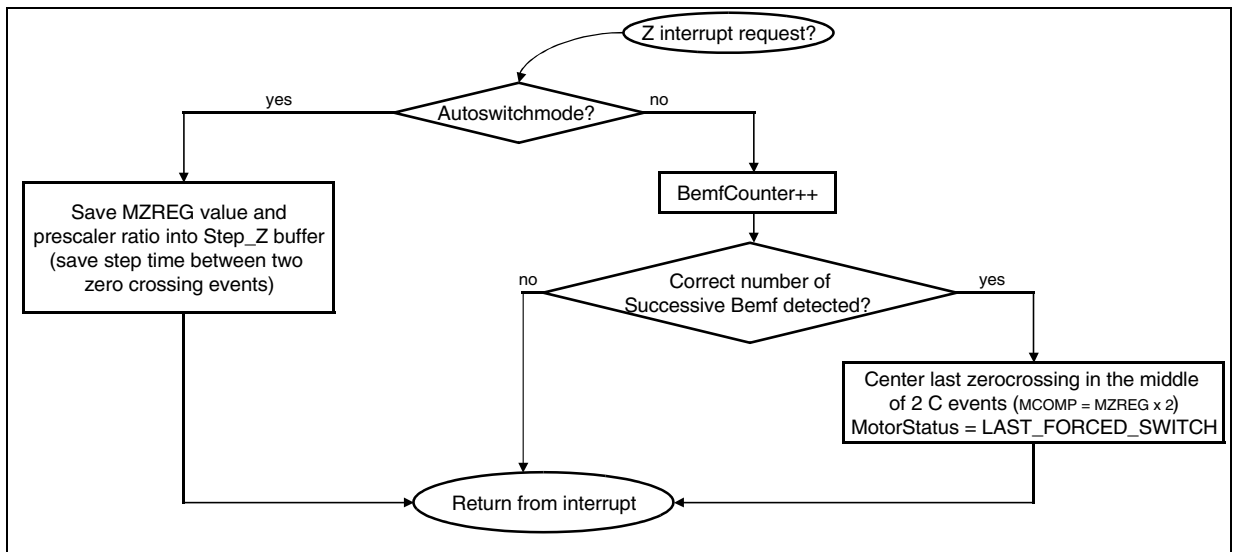 Z interrupt request?
yes
Autoswitchmode?
no
Save MZREG value and
prescaler ratio into Step_Z buffer
(save step time between two
zero crossing events)
BemfCounter++
no
Correct number of
Successive Bemf detected?
yes
Center last zerocrossing in the middle
of 2 C events (MCOMP = MZREG x 2)
MotorStatus = LAST_FORCED_SWITCH
Return from interrupt